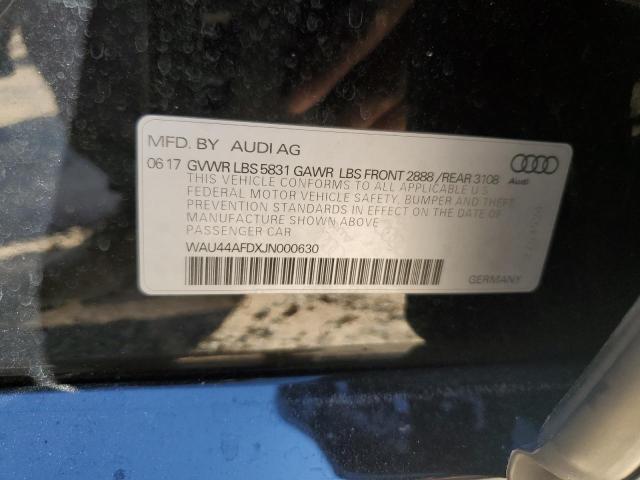 MFD. BY AUDI AG
06 17 GVWR LBS 5831 GAWR LBS FRONT 2888 /REAR 3108
THIS VEHICLE CONFORMS TO ALL APPLICABLE U.S.
FEDERAL MOTOR VEHICLE SAFETY, BUMPER AND THEFT
PREVENTION STANDARDS IN EFFECT ON THE DATE OF
MANUFACTURE SHOWN ABOVE.
PASSENGER CAR
WAU44AFDXJN000630
Audi
GERMANY